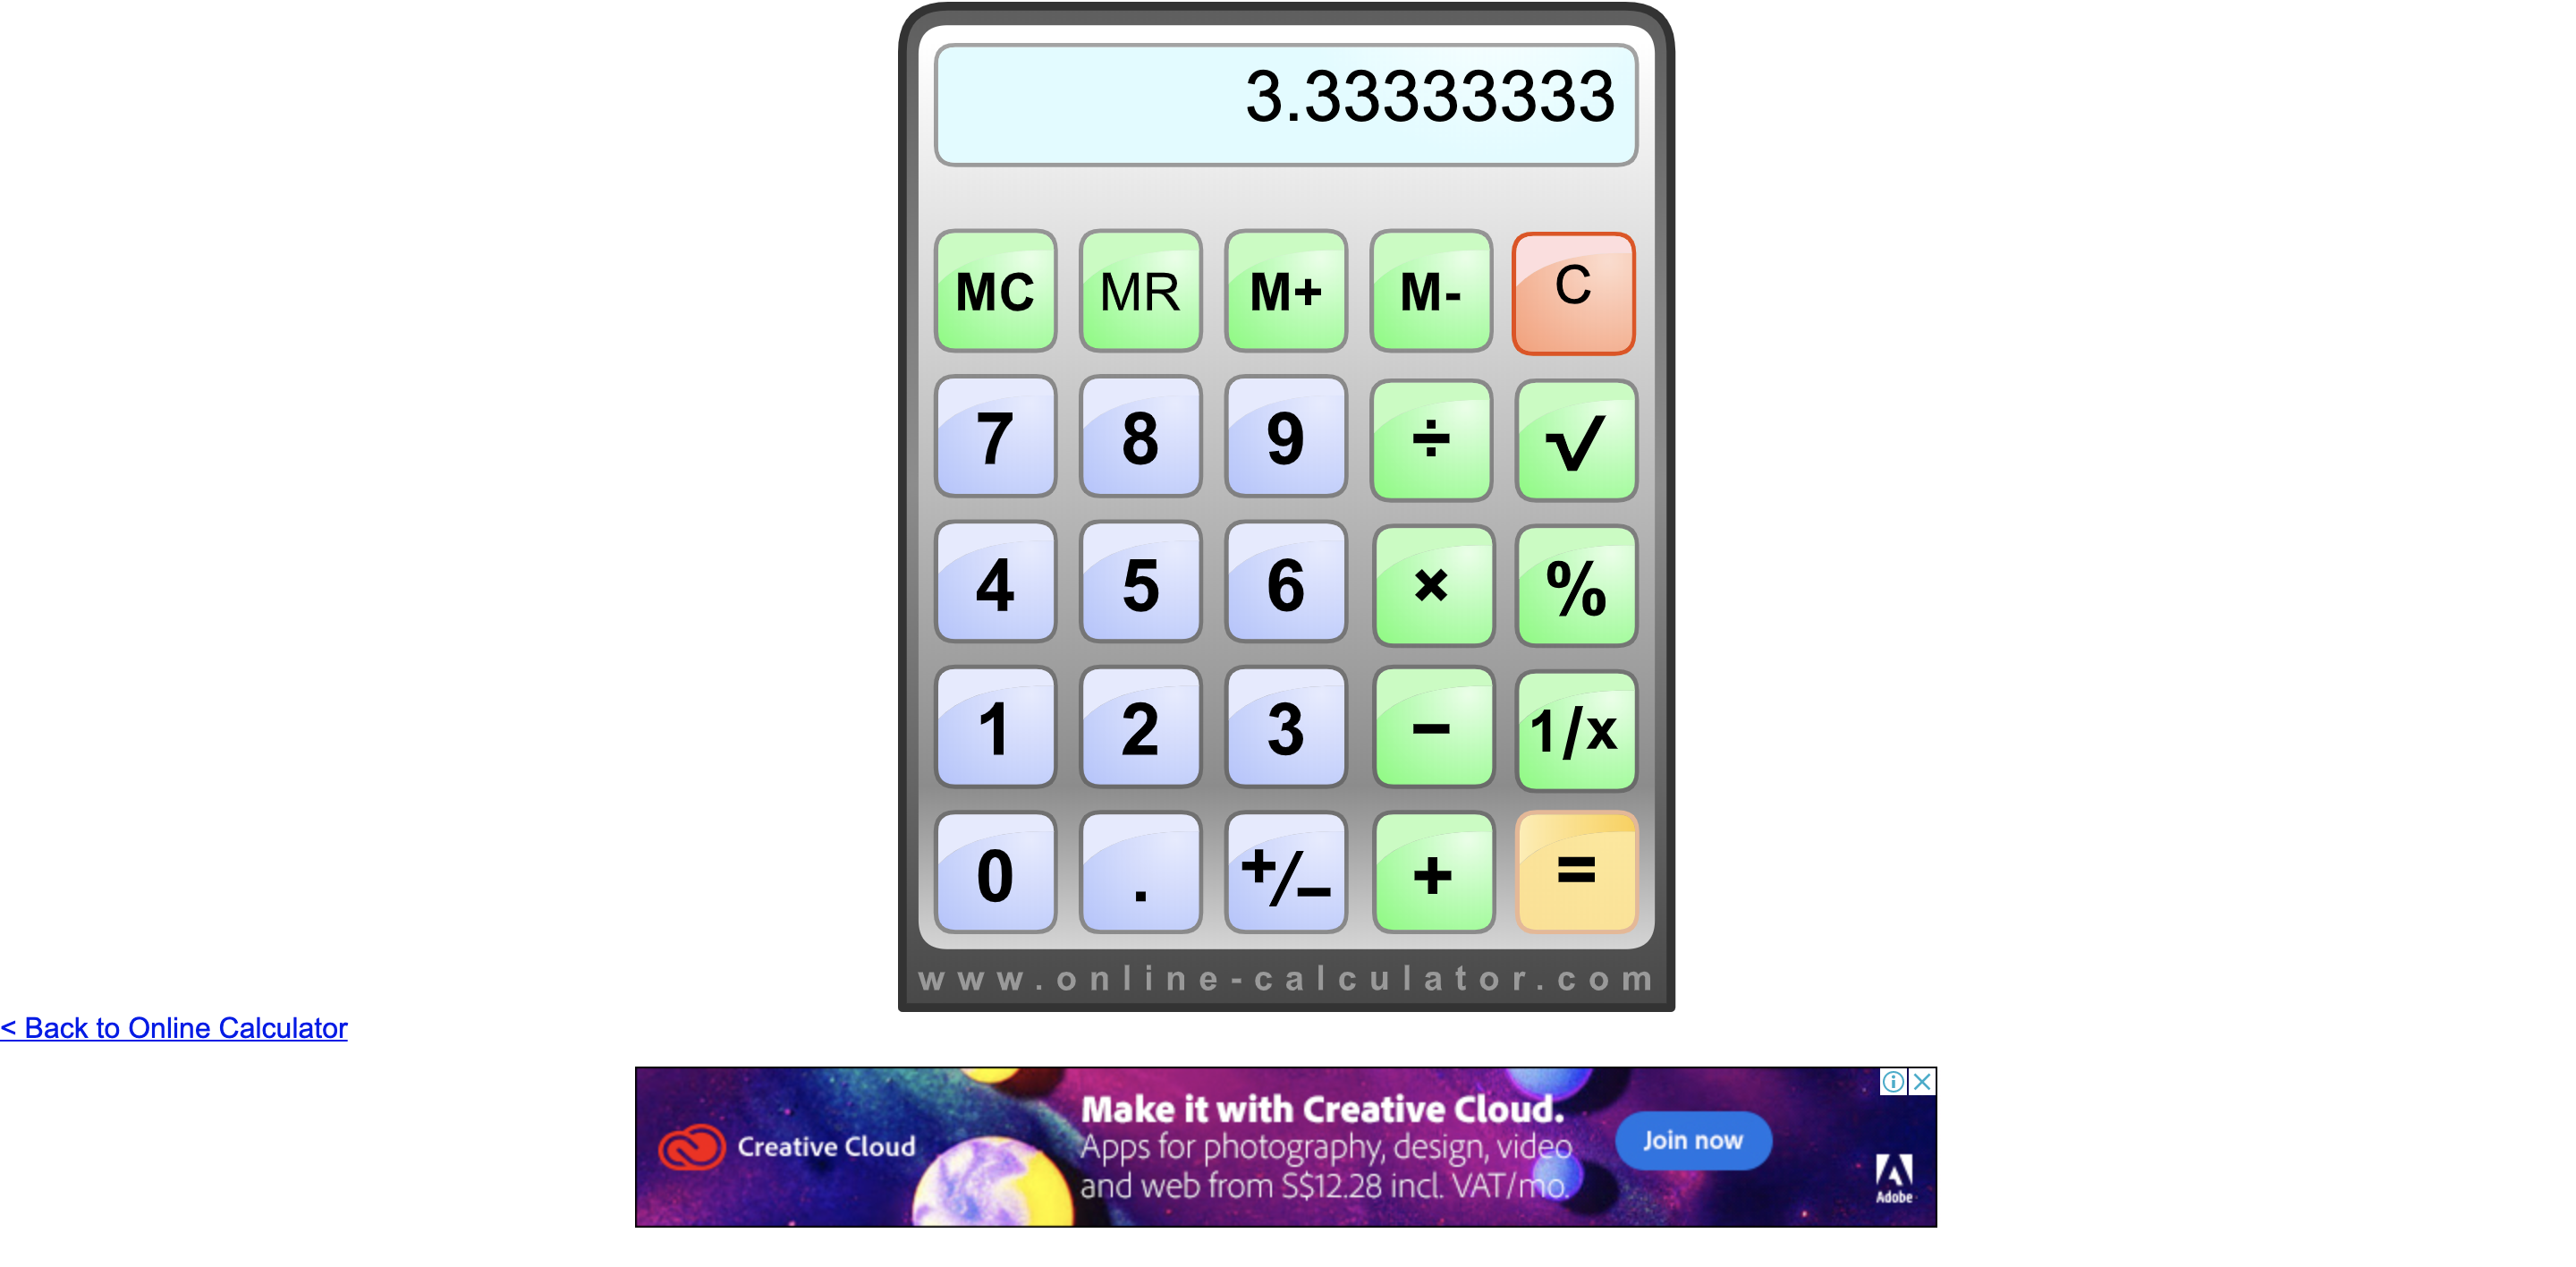 3.33333333
MC MR M+ M- C
7 8 9 ÷ √
4 5 6 × %
1 2 3 − 1/x
0 . +/− + =
www.online-calculator.com
< Back to Online Calculator
Creative Cloud
Make it with Creative Cloud.
Apps for photography, design, video
and web from S$12.28 incl. VAT/mo.
Join now
Adobe